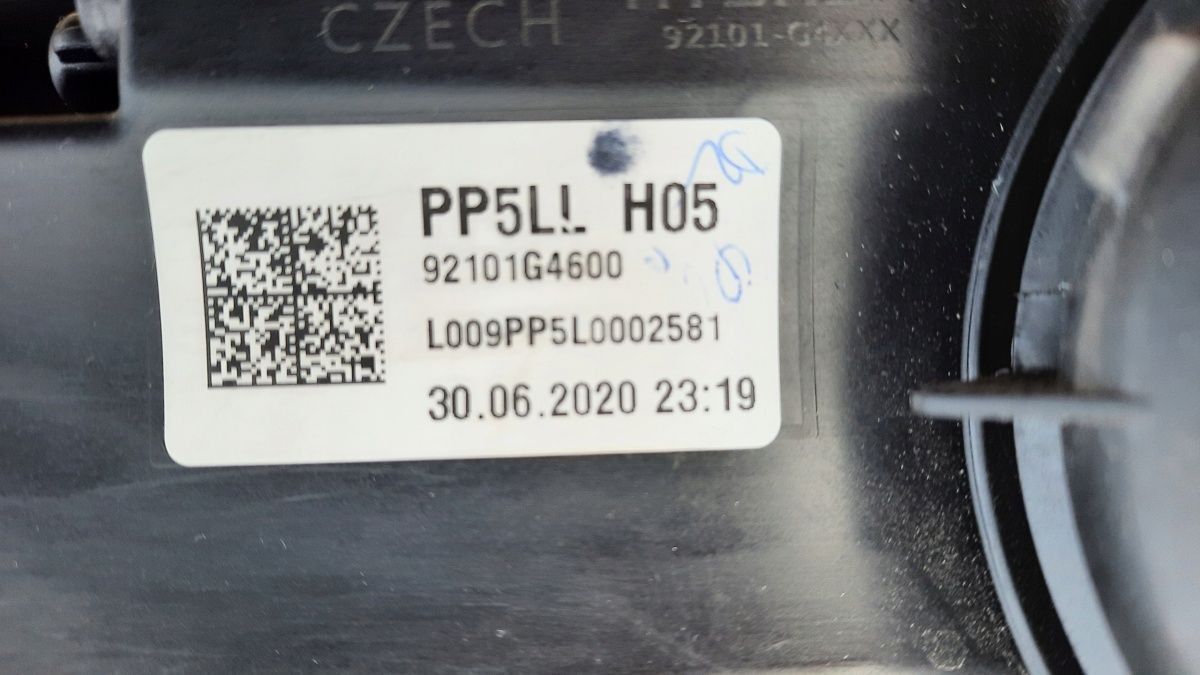 CZECH
92101-G4XXX
PP5LL H05
92101G4600
L009PP5L0002581
30.06.2020 23:19